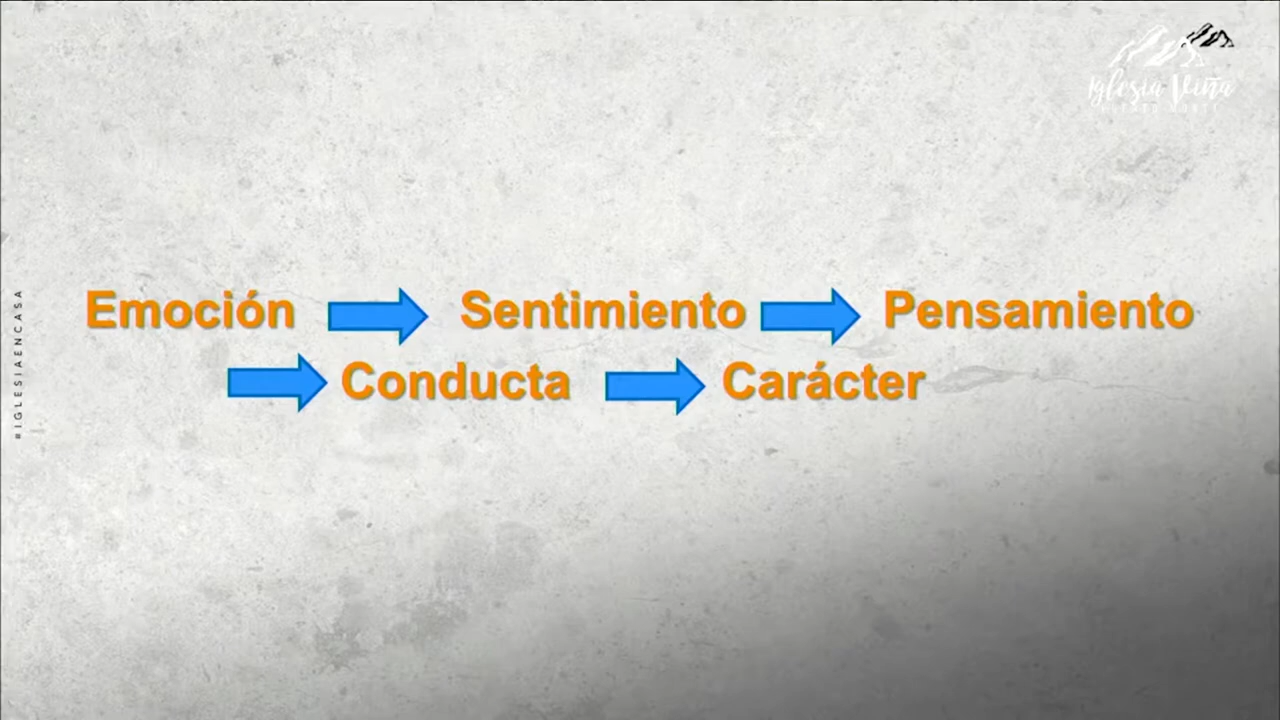 Iglesia Viña
#IGLESIAENCASA
Emoción Sentimiento Pensamiento
Conducta Carácter